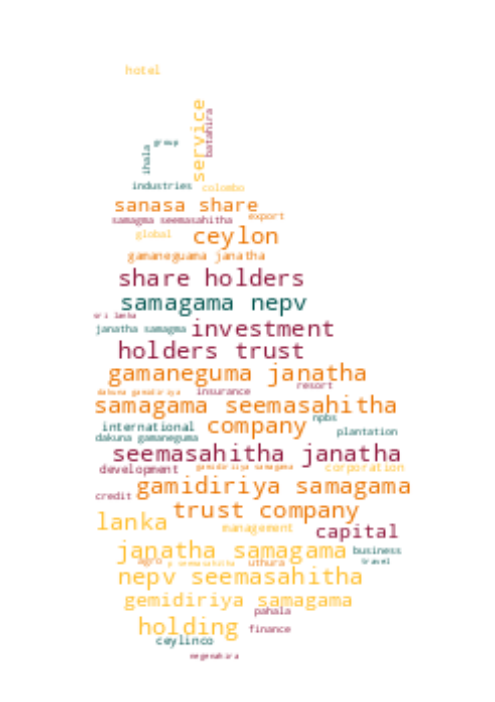 hotel
service
batahira
group
ihala
industries colombo
sanasa share
samagma seemasahitha export
global ceylon
gamaneguama janatha
share holders
samagama nepv
sri lanka
janatha samagma investment
holders trust
gamaneguma janatha
resort
dakuna gamidiriya insurance
samagama seemasahitha
npbs
international company
plantation
dakuna gamaneguma
seemasahitha janatha
development gamidiriiya samagama corporation
gamidiriya samagama
credit
trust company
lanka management capital
janatha samagama business
agro p seemasahitha uthura travel
nepv seemasahitha
gemidiriya samagama
pahala
holding finance
ceylinco
negenahira